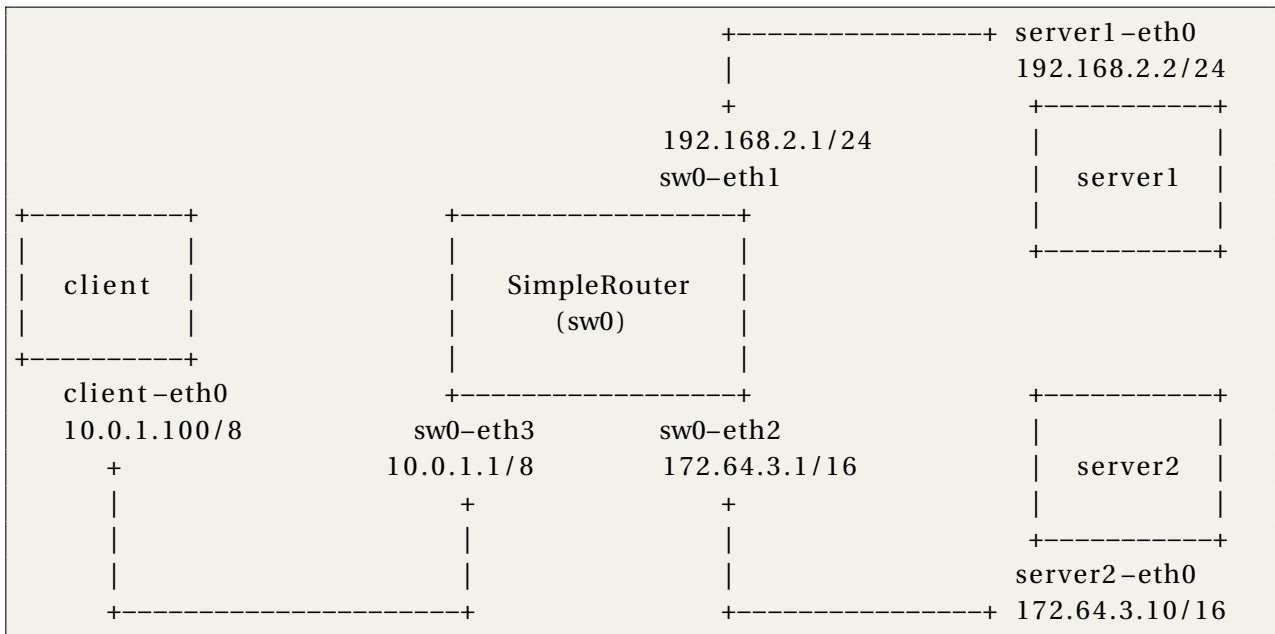 server1-eth0
192.168.2.2/24
192.168.2.1/24
sw0-eth1
server1
client
SimpleRouter
(sw0)
client-eth0
10.0.1.100/8
sw0-eth3
10.0.1.1/8
sw0-eth2
172.64.3.1/16
server2
server2-eth0
172.64.3.10/16